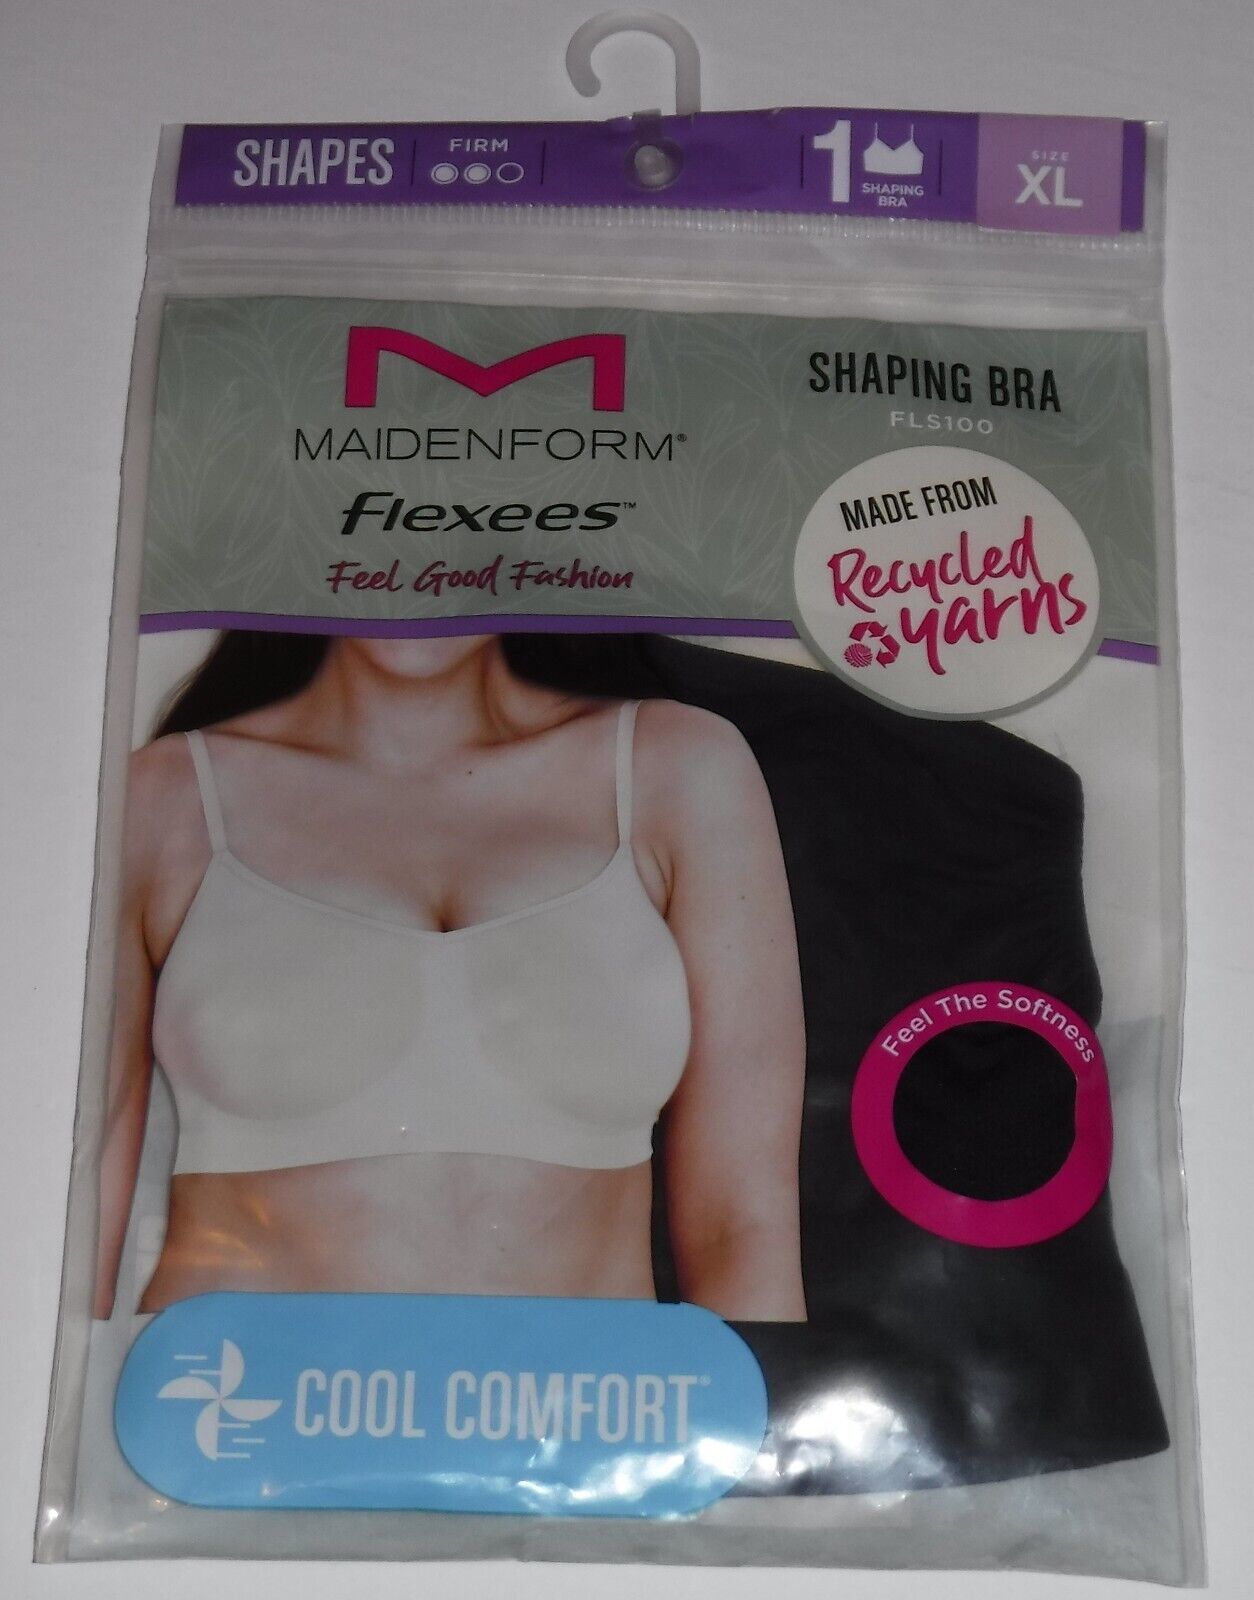 SHAPES
FIRM
1
SHAPING
BRA
SIZE
XL
MAIDENFORM®
Flexees™
Feel Good Fashion
SHAPING BRA
FLS100
MADE FROM
Recycled
yarns
Feel The Softness
COOL COMFORT®